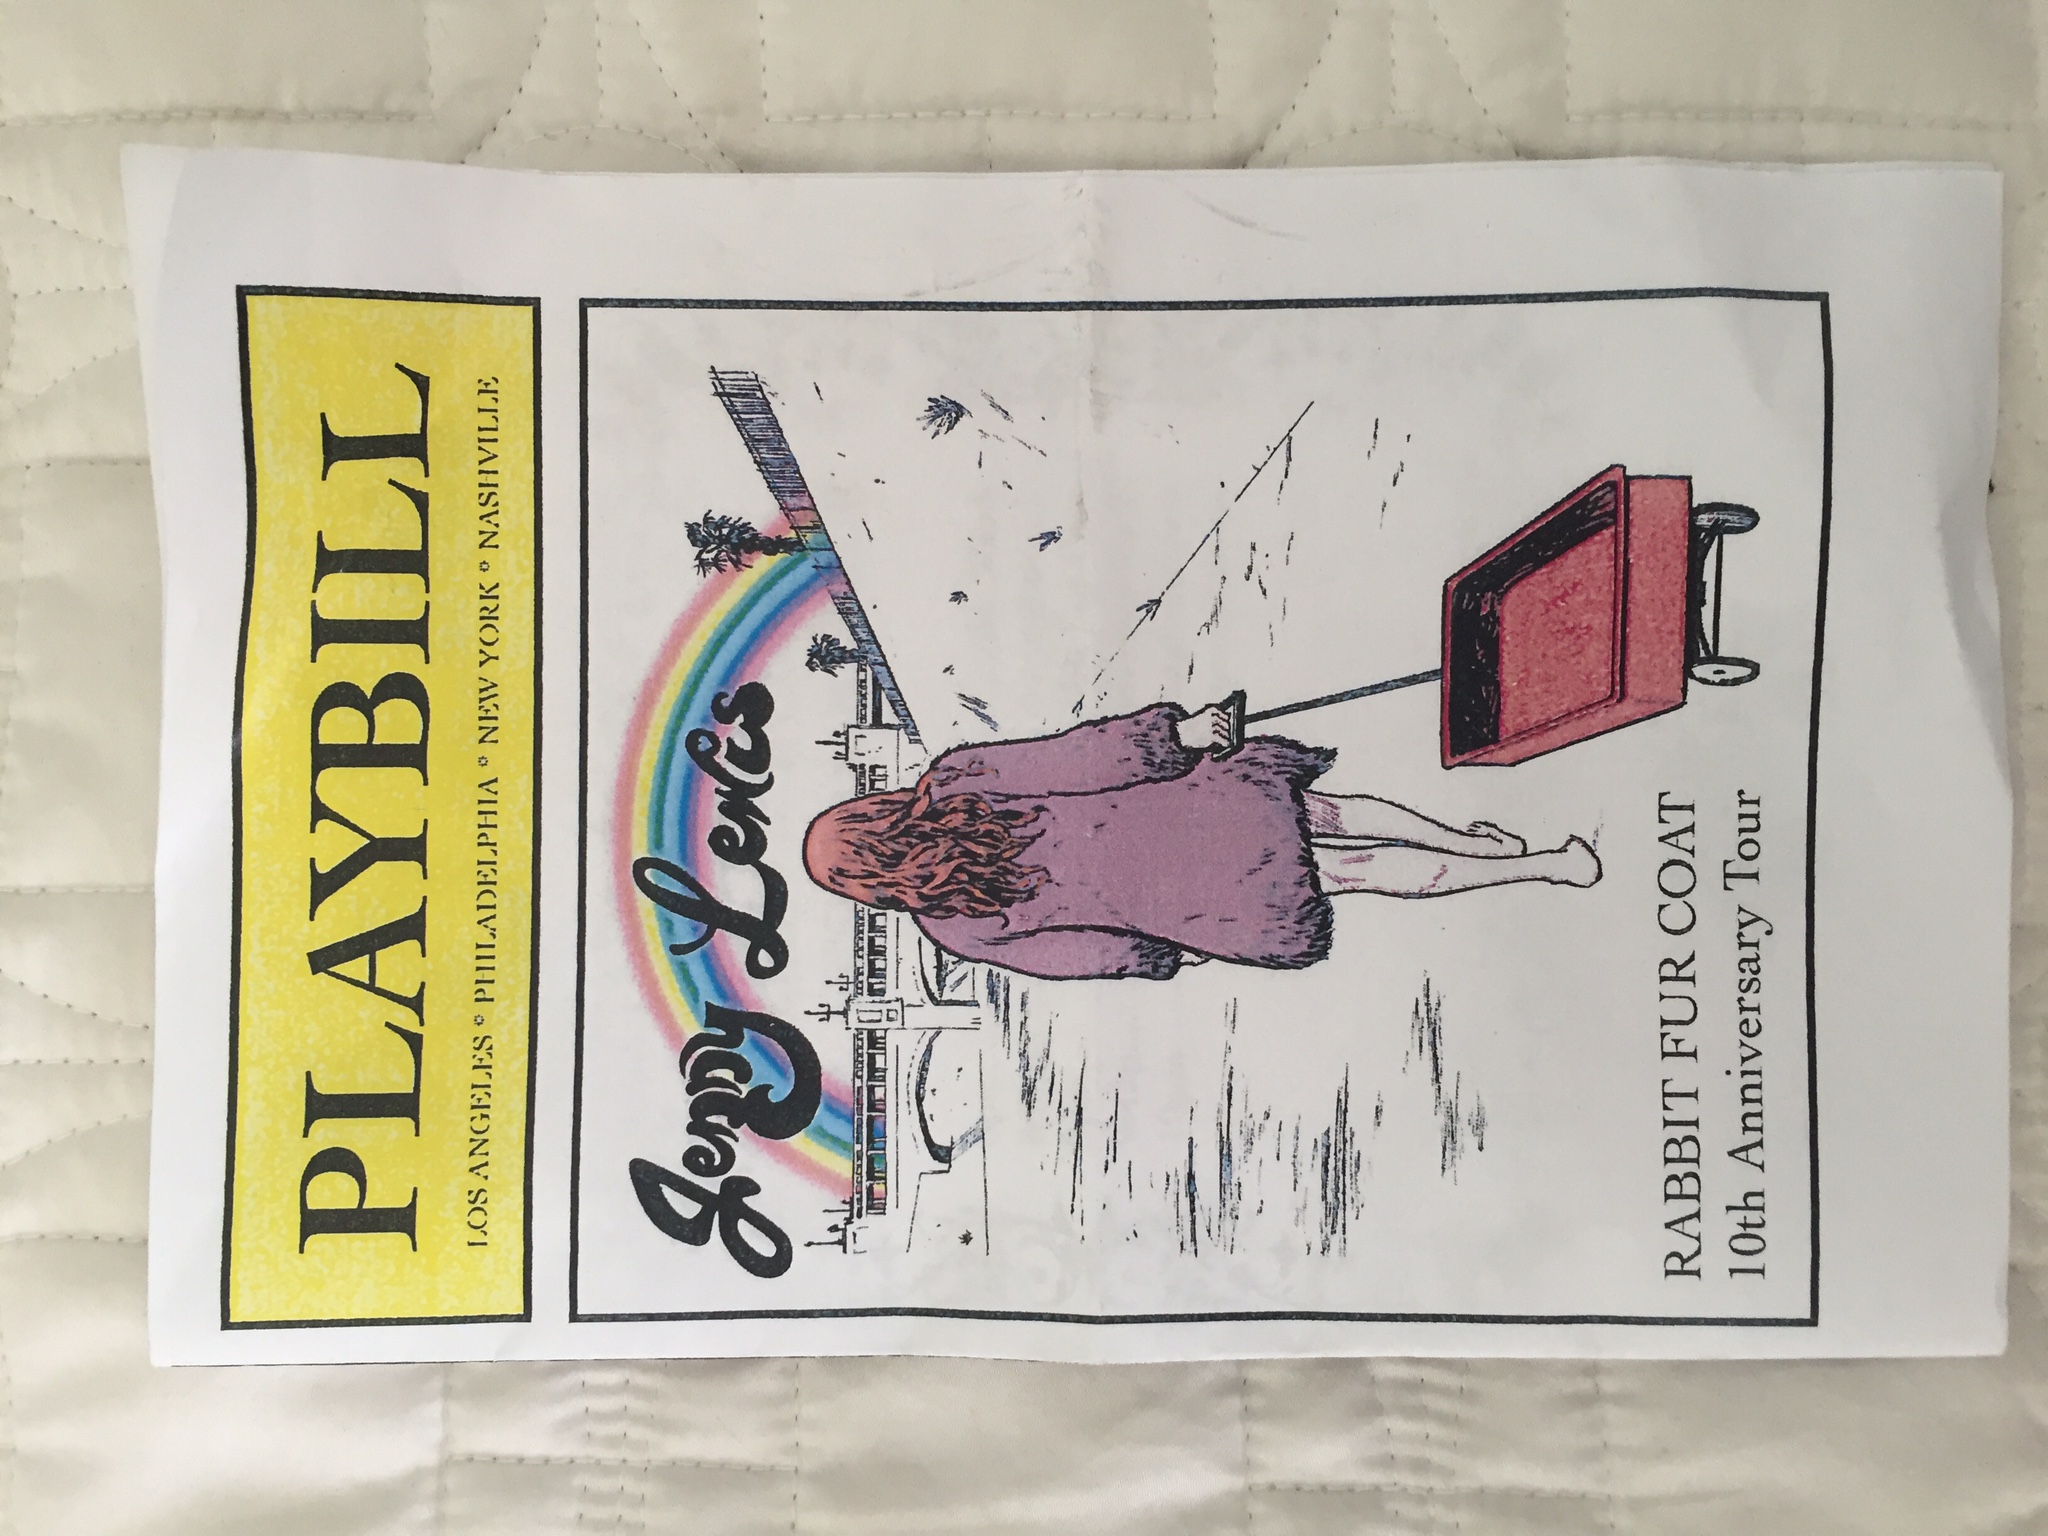 PLAYBILL
LOS ANGELES * PHILADELPHIA * NEW YORK * NASHVILLE
Jenny Lewis
RABBIT FUR COAT
10th Anniversary Tour